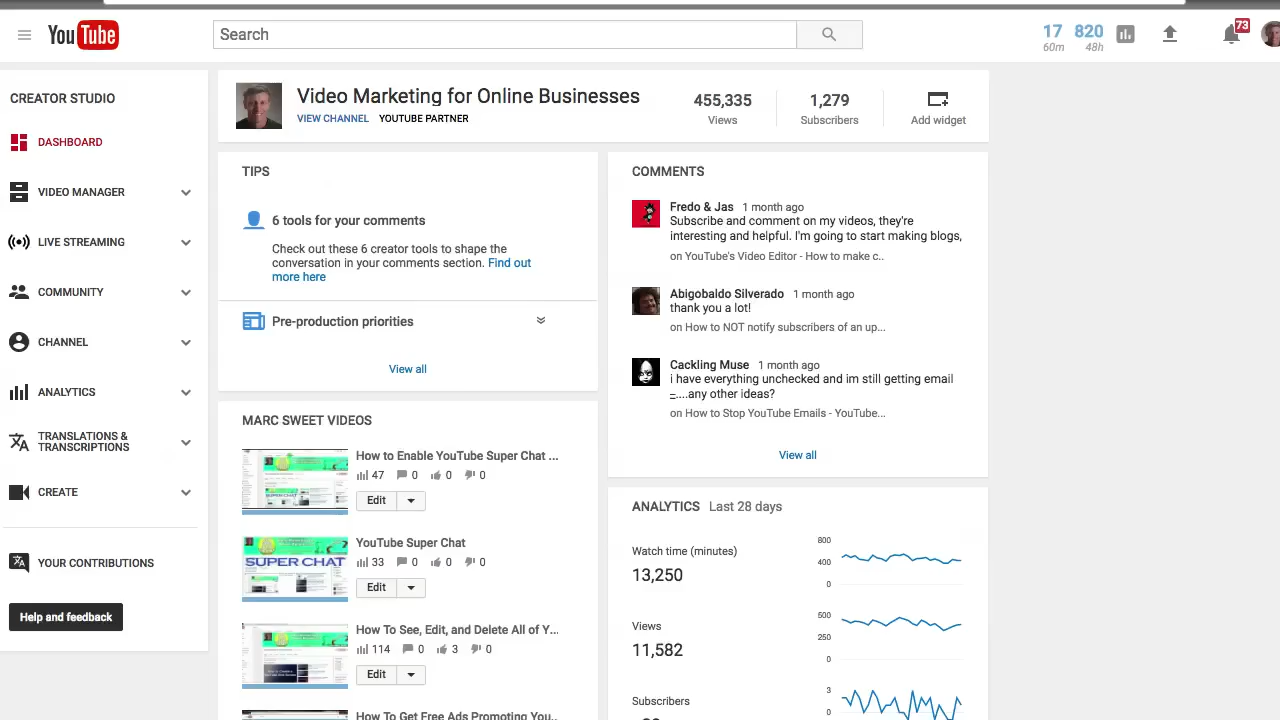 YouTube
Search
17 820
60m 48h
73
CREATOR STUDIO
DASHBOARD
VIDEO MANAGER
LIVE STREAMING
COMMUNITY
CHANNEL
ANALYTICS
TRANSLATIONS &
TRANSCRIPTIONS
CREATE
YOUR CONTRIBUTIONS
Help and feedback
Video Marketing for Online Businesses
VIEW CHANNEL YOUTUBE PARTNER
455,335
Views
1,279
Subscribers
Add widget
TIPS
6 tools for your comments
Check out these 6 creator tools to shape the
conversation in your comments section. Find out
more here
Pre-production priorities
View all
MARC SWEET VIDEOS
How to Enable YouTube Super Chat ...
47 0 0 0
Edit
SUPER CHAT
YouTube Super Chat
33 0 0 0
Edit
How To See, Edit, and Delete All of Y...
114 0 3 0
Edit
How To Get Free Ads Promoting You...
COMMENTS
Fredo & Jas 1 month ago
Subscribe and comment on my videos, they're
interesting and helpful. I'm going to start making blogs,
on YouTube's Video Editor - How to make c..
Abigobaldo Silverado 1 month ago
thank you a lot!
on How to NOT notify subscribers of an up...
Cackling Muse 1 month ago
i have everything unchecked and im still getting email
–....any other ideas?
on How to Stop YouTube Emails - YouTube...
View all
ANALYTICS Last 28 days
Watch time (minutes)
13,250
800
400
0
Views
11,582
500
250
0
Subscribers
3
0